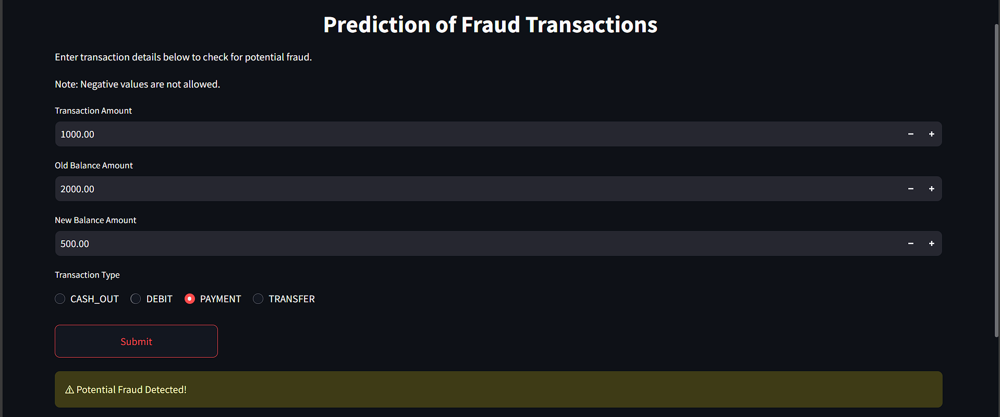 Prediction of Fraud Transactions
Enter transaction details below to check for potential fraud.
Note: Negative values are not allowed.
Transaction Amount
1000.00
Old Balance Amount
2000.00
New Balance Amount
500.00
Transaction Type
CASH_OUT DEBIT PAYMENT TRANSFER
Submit
⚠ Potential Fraud Detected!